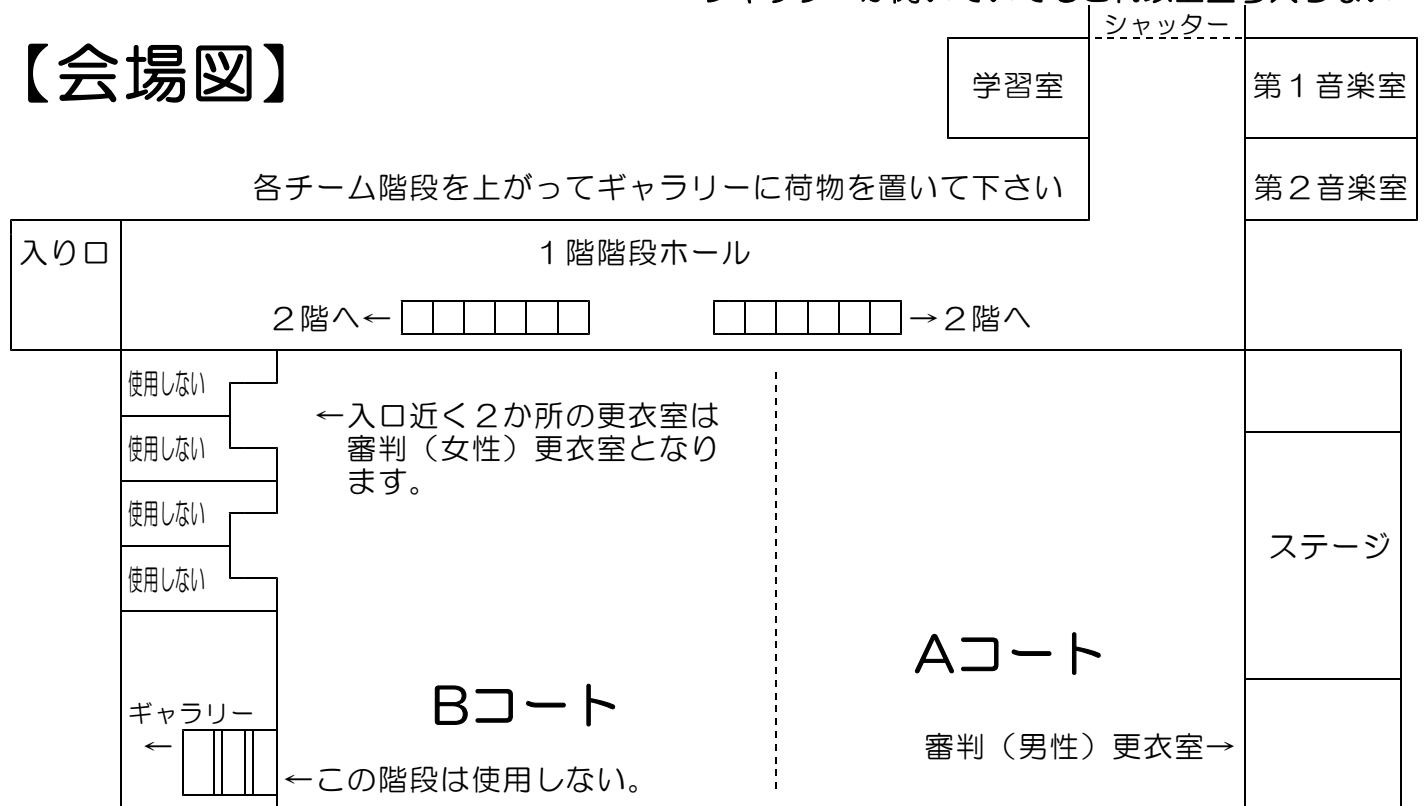 シャッター
【会場図】
学習室
第１音楽室
各チーム階段を上がってギャラリーに荷物を置いて下さい
第２音楽室
入り口
１階階段ホール
２階へ←
→２階へ
使用しない
←入口近く２か所の更衣室は
審判（女性）更衣室となり
ます。
使用しない
使用しない
使用しない
ステージ
Aコート
Bコート
ギャラリー
←
審判（男性）更衣室→
←この階段は使用しない。